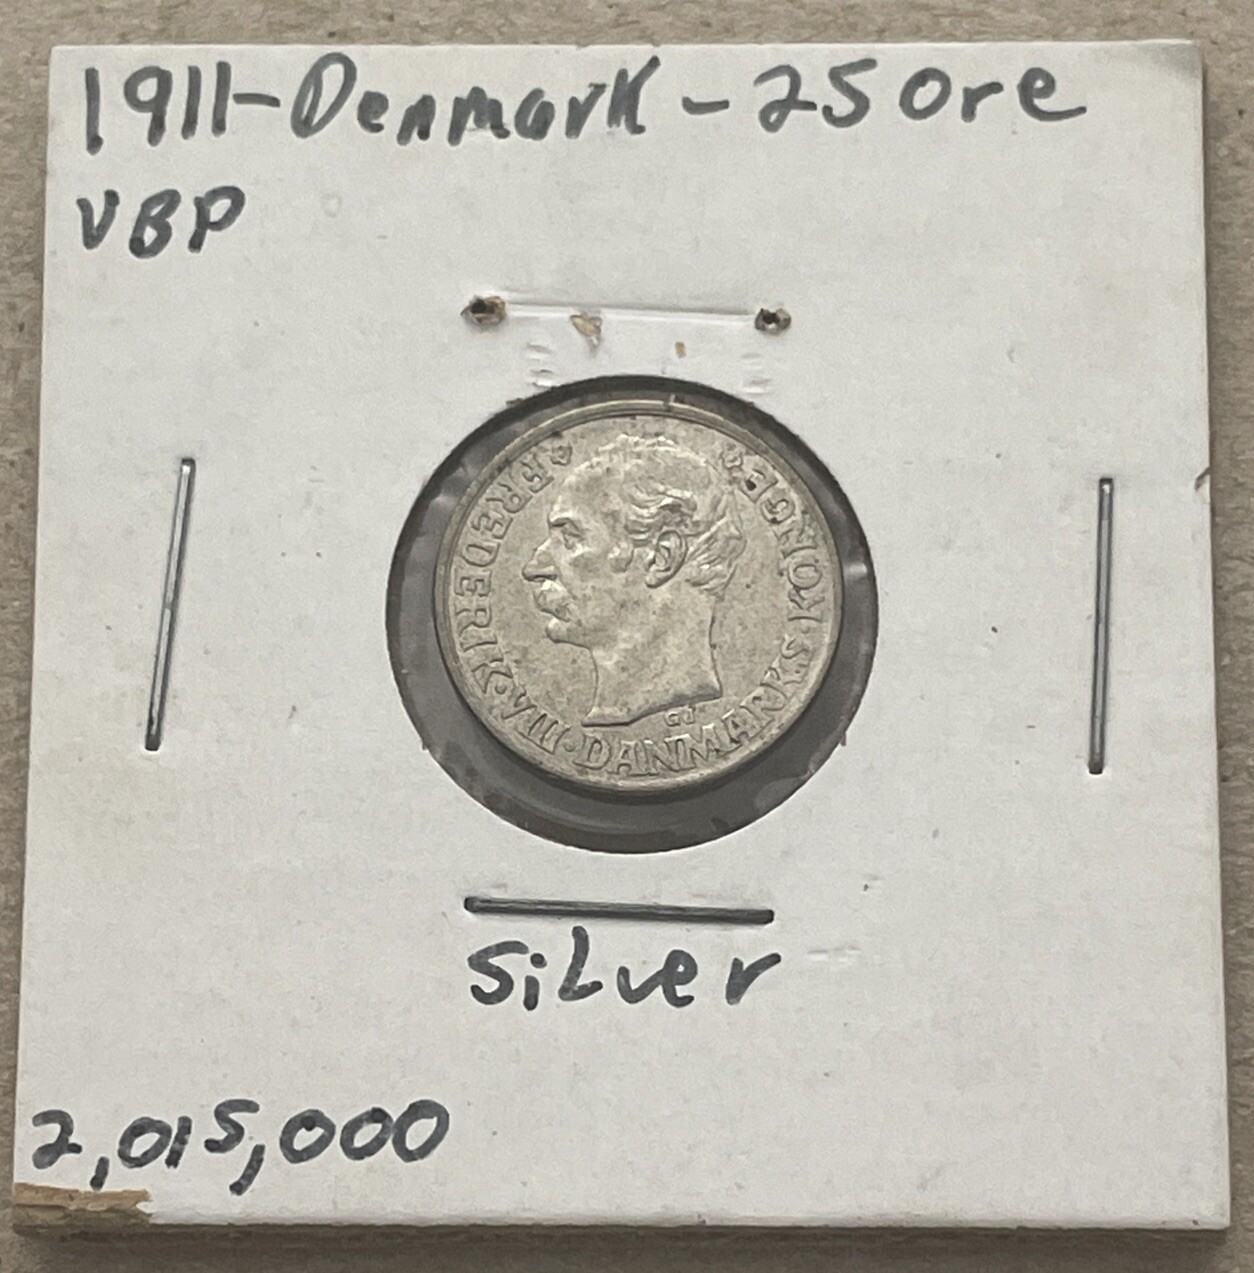 1911-Denmark-25 Ore
VBP
FREDERIK·VIII·DANMARKS·KONGE
GJ
Silver
2,015,000